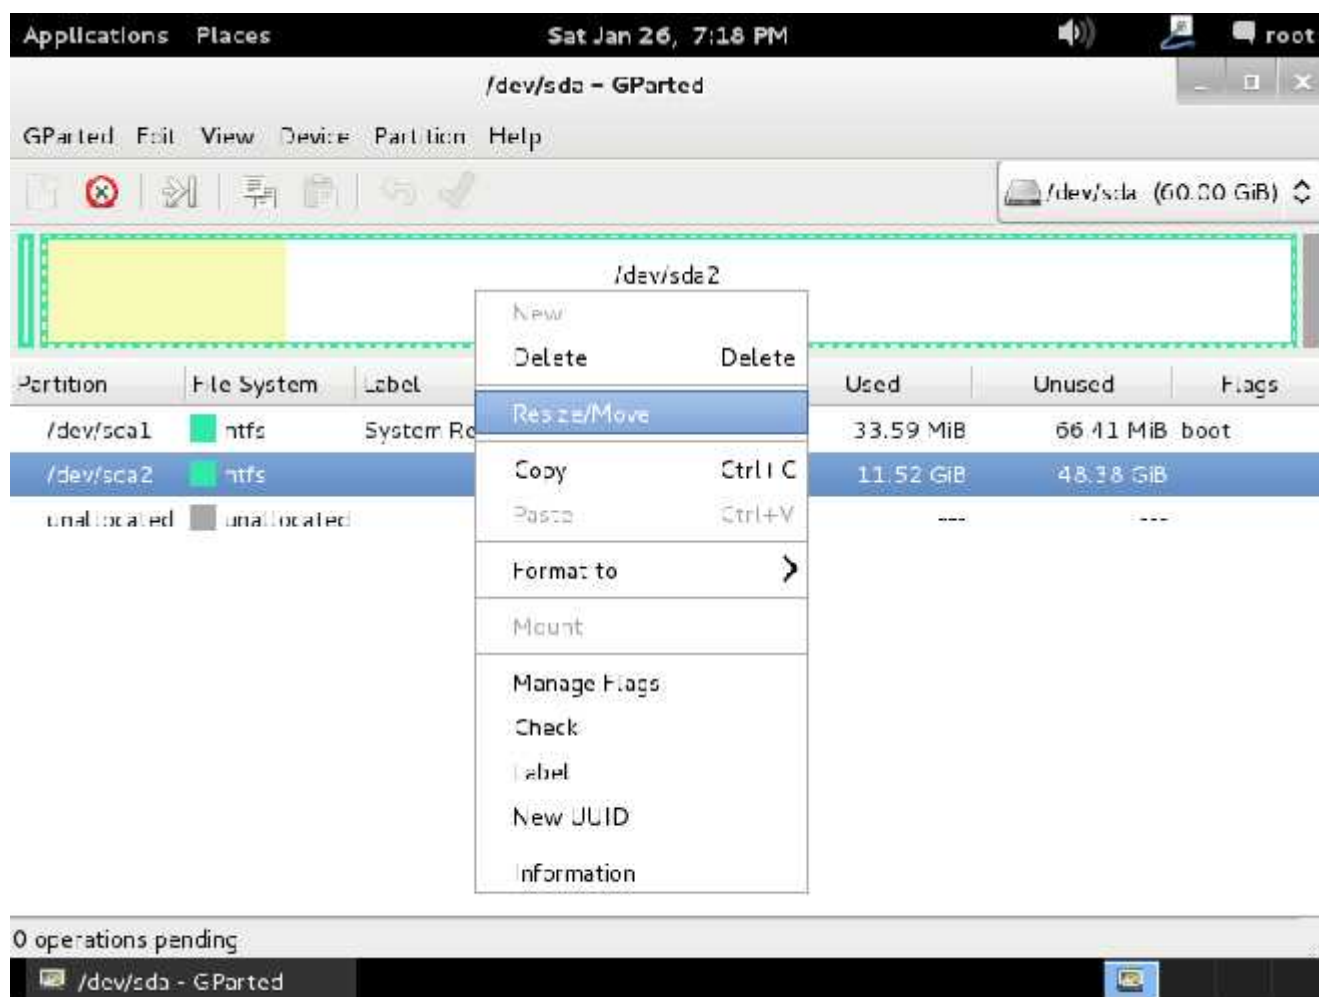 Applications Places Sat Jan 26, 7:18 PM root
/dev/sda – GParted
GParted Edit View Device Partition Help
/dev/sda (60.00 GiB)
/dev/sda2
New
Delete Delete
Partition File System Label Used Unused Flags
Resize/Move
/dev/sda1 ntfs System Re 33.59 MiB 66.41 MiB boot
/dev/sda2 ntfs 11.52 GiB 48.38 GiB
Copy Ctrl+C
unallocated unallocated --- ---
Paste Ctrl+V
Format to
Mount
Manage Flags
Check
Label
New UUID
Information
0 operations pending
/dev/sda - GParted